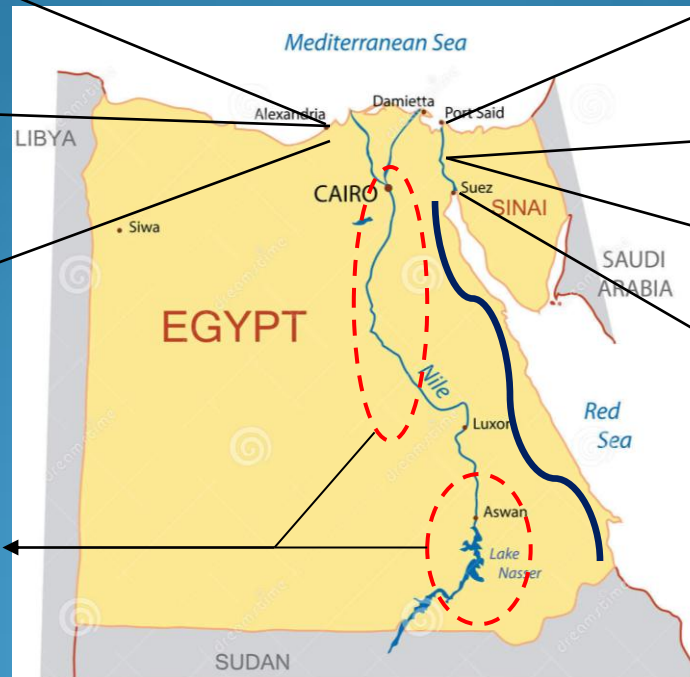 Mediterranean Sea
Damietta
Alexandria
Port Said
LIBYA
CAIRO
Suez
SINAI
Siwa
SAUDI
ARABIA
EGYPT
Nile
Red
Sea
Luxor
Aswan
Lake
Nasser
SUDAN
dreamstime